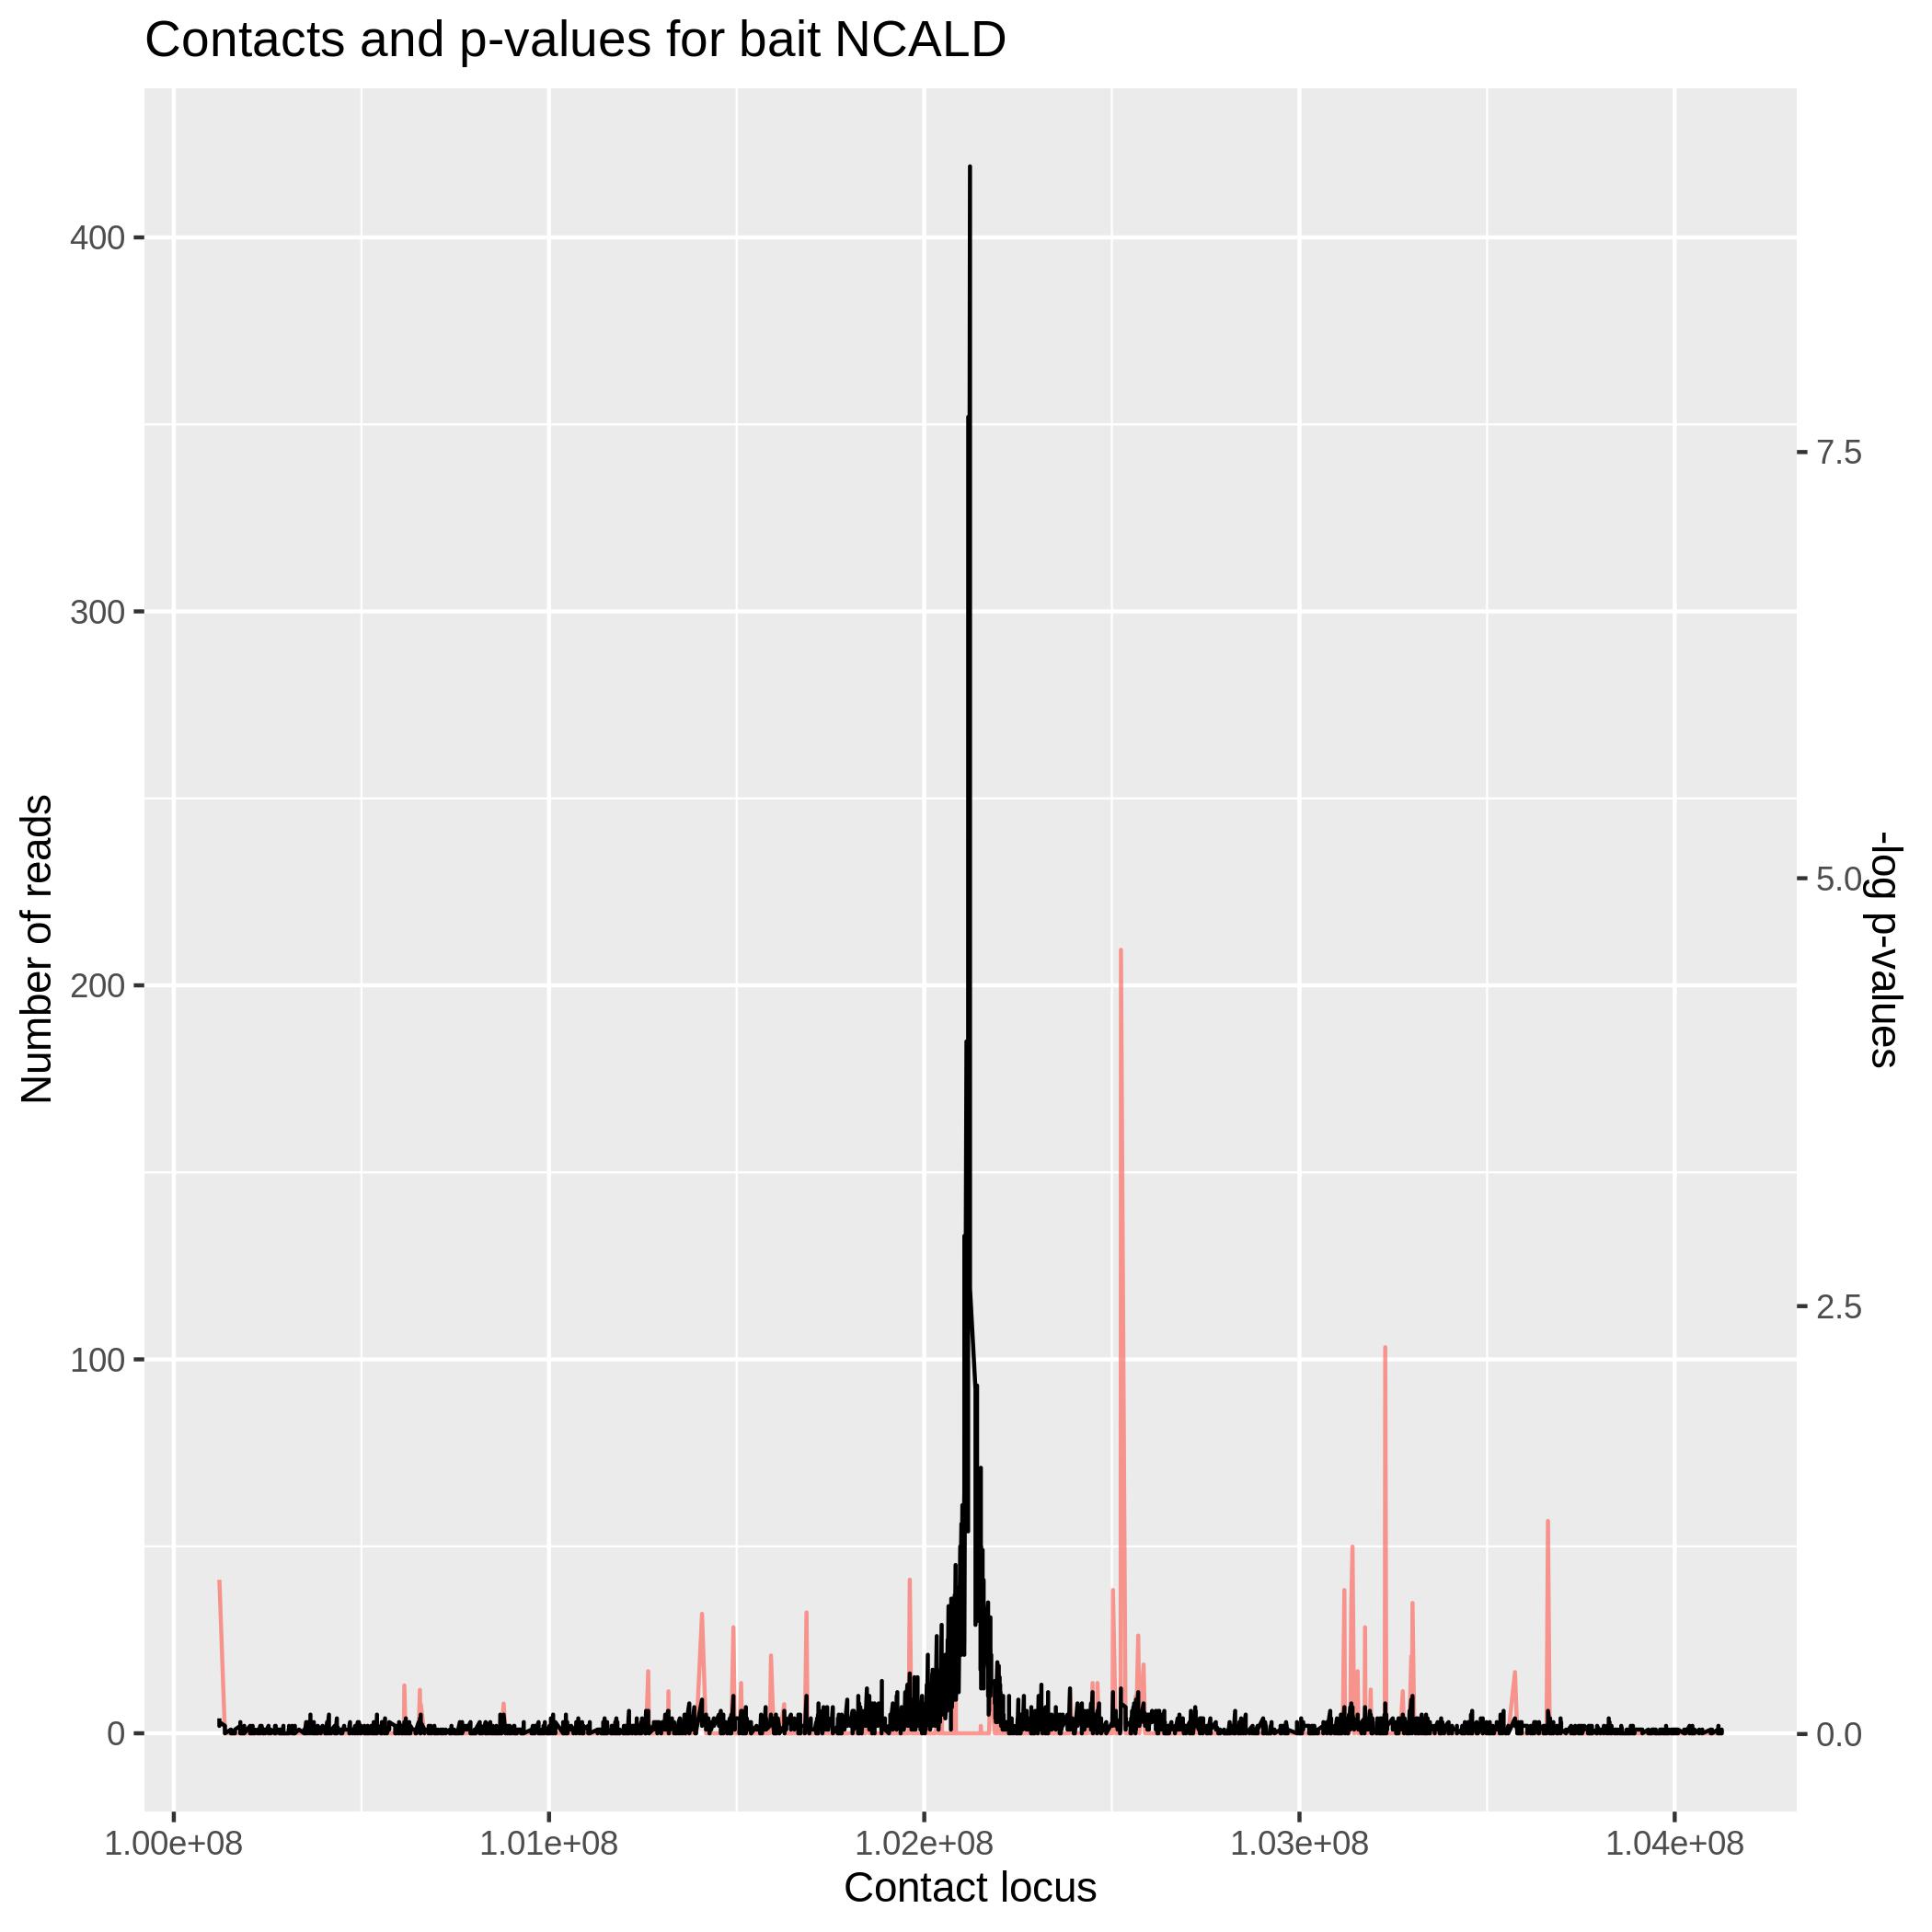 Contacts and p-values for bait NCALD
400
300
200
100
0
Number of reads
7.5
5.0
2.5
0.0
-log p-values
1.00e+08 1.01e+08 1.02e+08 1.03e+08 1.04e+08
Contact locus